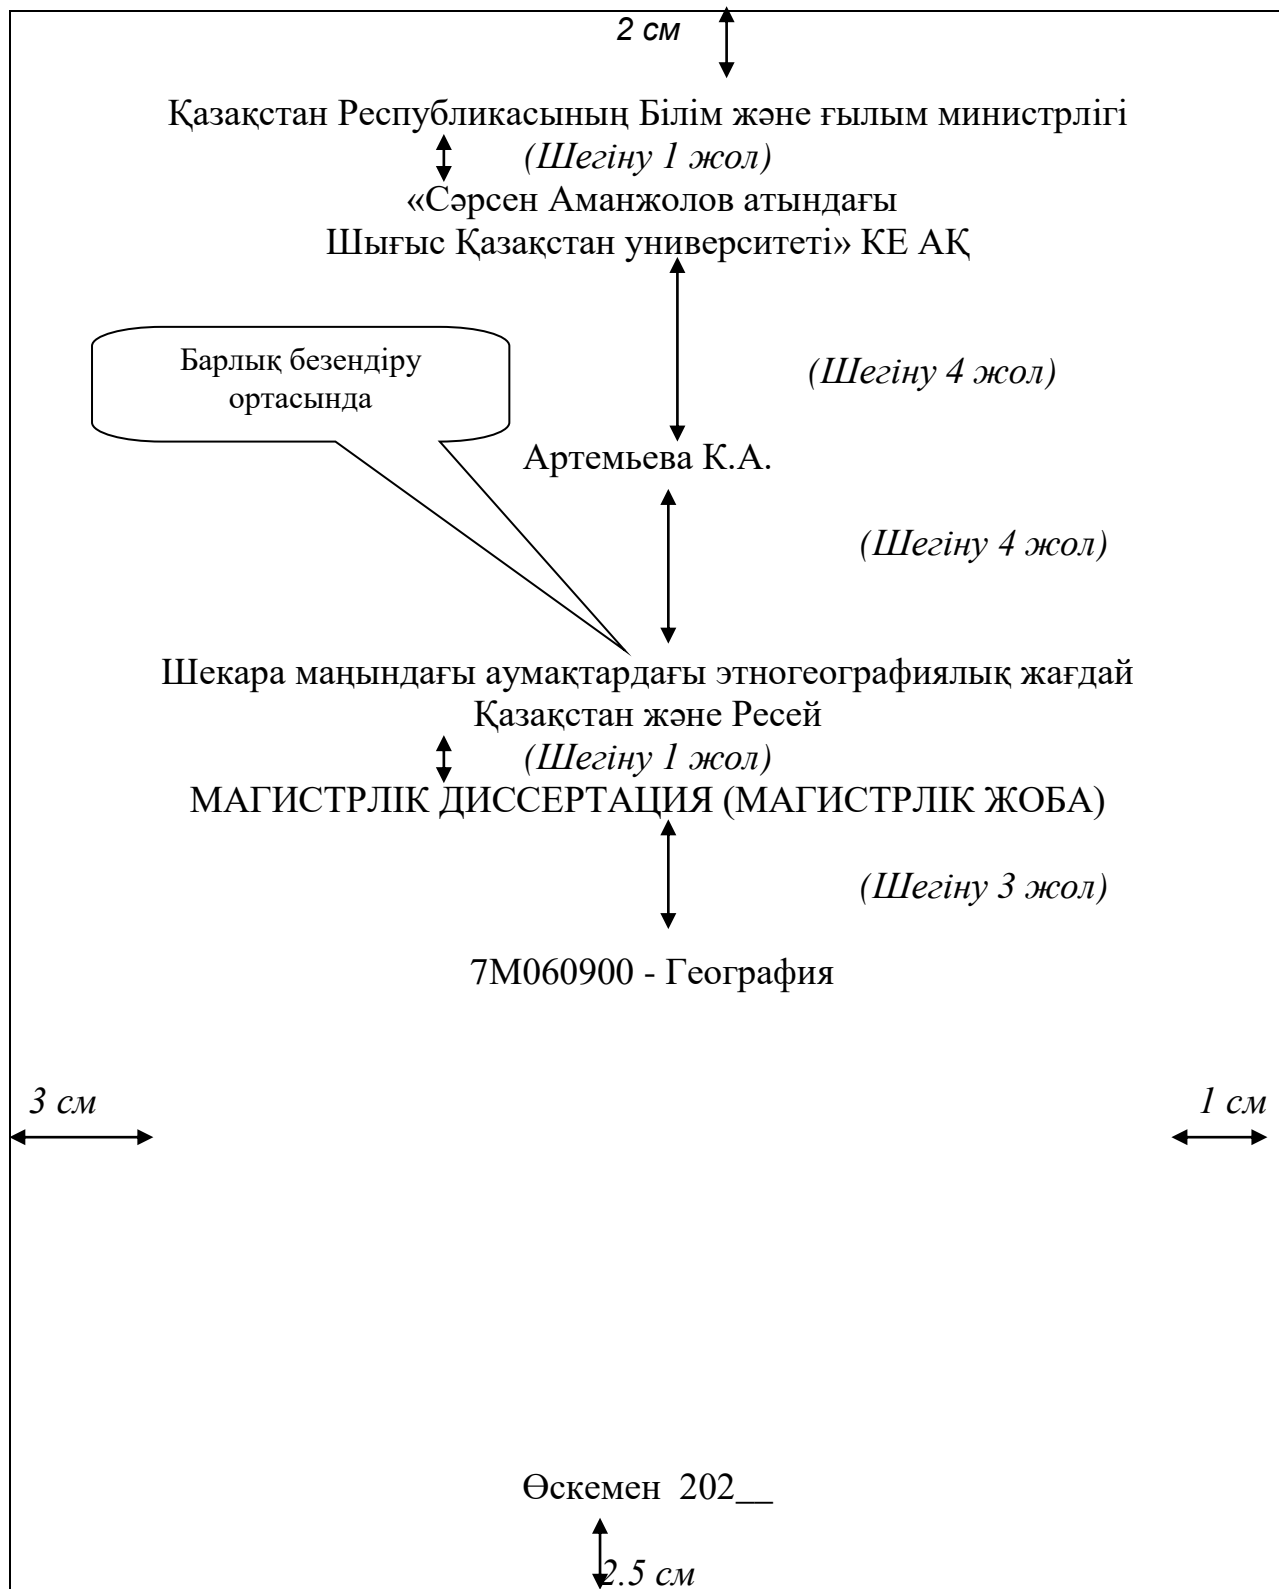 2 см
Қазақстан Республикасының Білім және ғылым министрлігі
(Шегіну 1 жол)
«Сәрсен Аманжолов атындағы
Шығыс Қазақстан университеті» КЕ АҚ
Барлық безендіру
ортасында
(Шегіну 4 жол)
Артемьева К.А.
(Шегіну 4 жол)
Шекара маңындағы аумақтардағы этногеографиялық жағдай
Қазақстан және Ресей
(Шегіну 1 жол)
МАГИСТРЛІК ДИССЕРТАЦИЯ (МАГИСТРЛІК ЖОБА)
(Шегіну 3 жол)
7М060900 - География
3 см
1 см
Өскемен 202__
2.5 см